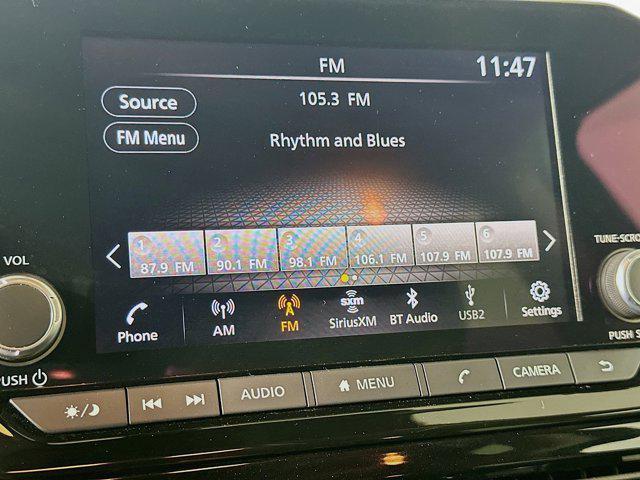 FM
11:47
Source
105.3 FM
FM Menu
Rhythm and Blues
1 2 3 4 5 6
87.9 FM 90.1 FM 98.1 FM 106.1 FM 107.9 FM 107.9 FM
Phone AM FM sxm SiriusXM BT Audio USB2 Settings
VOL
PUSH
TUNE-SCRO
PUSH S
AUDIO MENU CAMERA